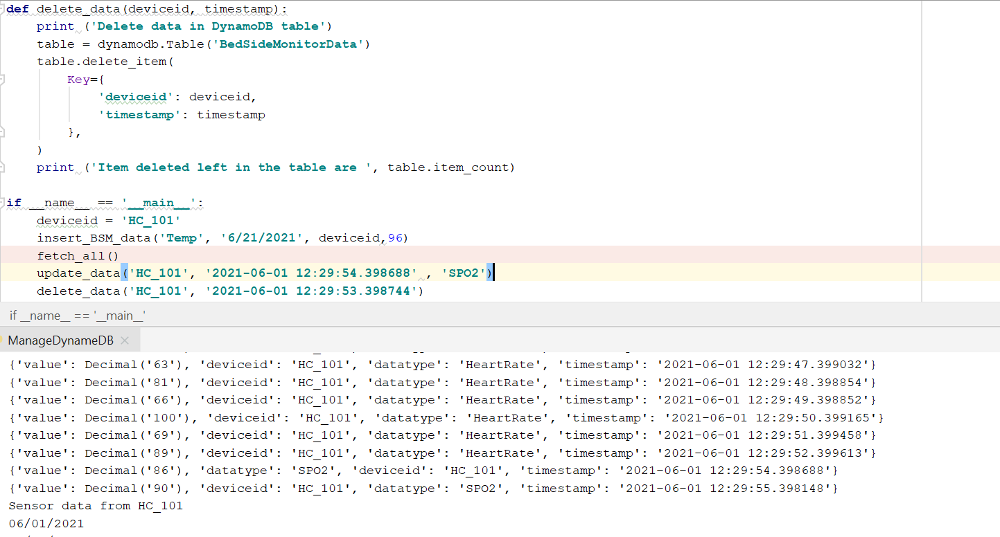 def delete_data(deviceid, timestamp):
    print ('Delete data in DynamoDB table')
    table = dynamodb.Table('BedSideMonitorData')
    table.delete_item(
        Key={
            'deviceid': deviceid,
            'timestamp': timestamp
        },
    )
    print ('Item deleted left in the table are ', table.item_count)
if __name__ == '__main__':
    deviceid = 'HC_101'
    insert_BSM_data('Temp', '6/21/2021', deviceid,96)
    fetch_all()
    update_data('HC_101', '2021-06-01 12:29:54.398688' , 'SPO2')
    delete_data('HC_101', '2021-06-01 12:29:53.398744')
if __name__ == '__main__'
ManageDynameDB
{'value': Decimal('63'), 'deviceid': 'HC_101', 'datatype': 'HeartRate', 'timestamp': '2021-06-01 12:29:47.399032'}
{'value': Decimal('81'), 'deviceid': 'HC_101', 'datatype': 'HeartRate', 'timestamp': '2021-06-01 12:29:48.398854'}
{'value': Decimal('66'), 'deviceid': 'HC_101', 'datatype': 'HeartRate', 'timestamp': '2021-06-01 12:29:49.398852'}
{'value': Decimal('100'), 'deviceid': 'HC_101', 'datatype': 'HeartRate', 'timestamp': '2021-06-01 12:29:50.399165'}
{'value': Decimal('69'), 'deviceid': 'HC_101', 'datatype': 'HeartRate', 'timestamp': '2021-06-01 12:29:51.399458'}
{'value': Decimal('89'), 'deviceid': 'HC_101', 'datatype': 'HeartRate', 'timestamp': '2021-06-01 12:29:52.399613'}
{'value': Decimal('86'), 'datatype': 'SPO2', 'deviceid': 'HC_101', 'timestamp': '2021-06-01 12:29:54.398688'}
{'value': Decimal('90'), 'deviceid': 'HC_101', 'datatype': 'SPO2', 'timestamp': '2021-06-01 12:29:55.398148'}
Sensor data from HC_101
06/01/2021